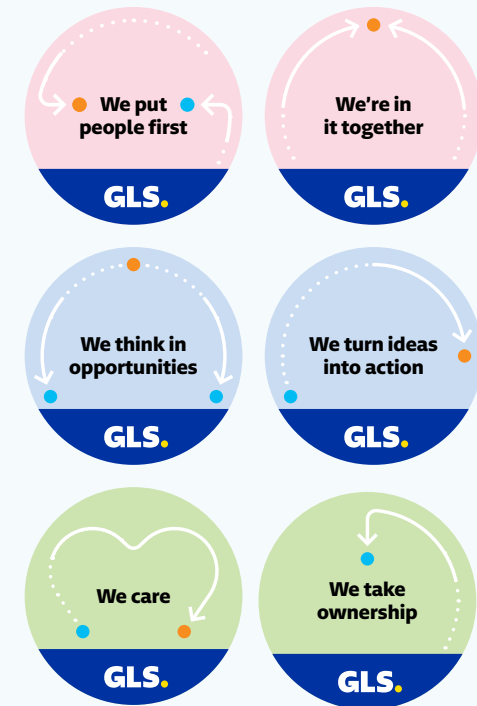 We put
people first
GLS.
We're in
it together
GLS.
We think in
opportunities
GLS.
We turn ideas
into action
GLS.
We care
GLS.
We take
ownership
GLS.